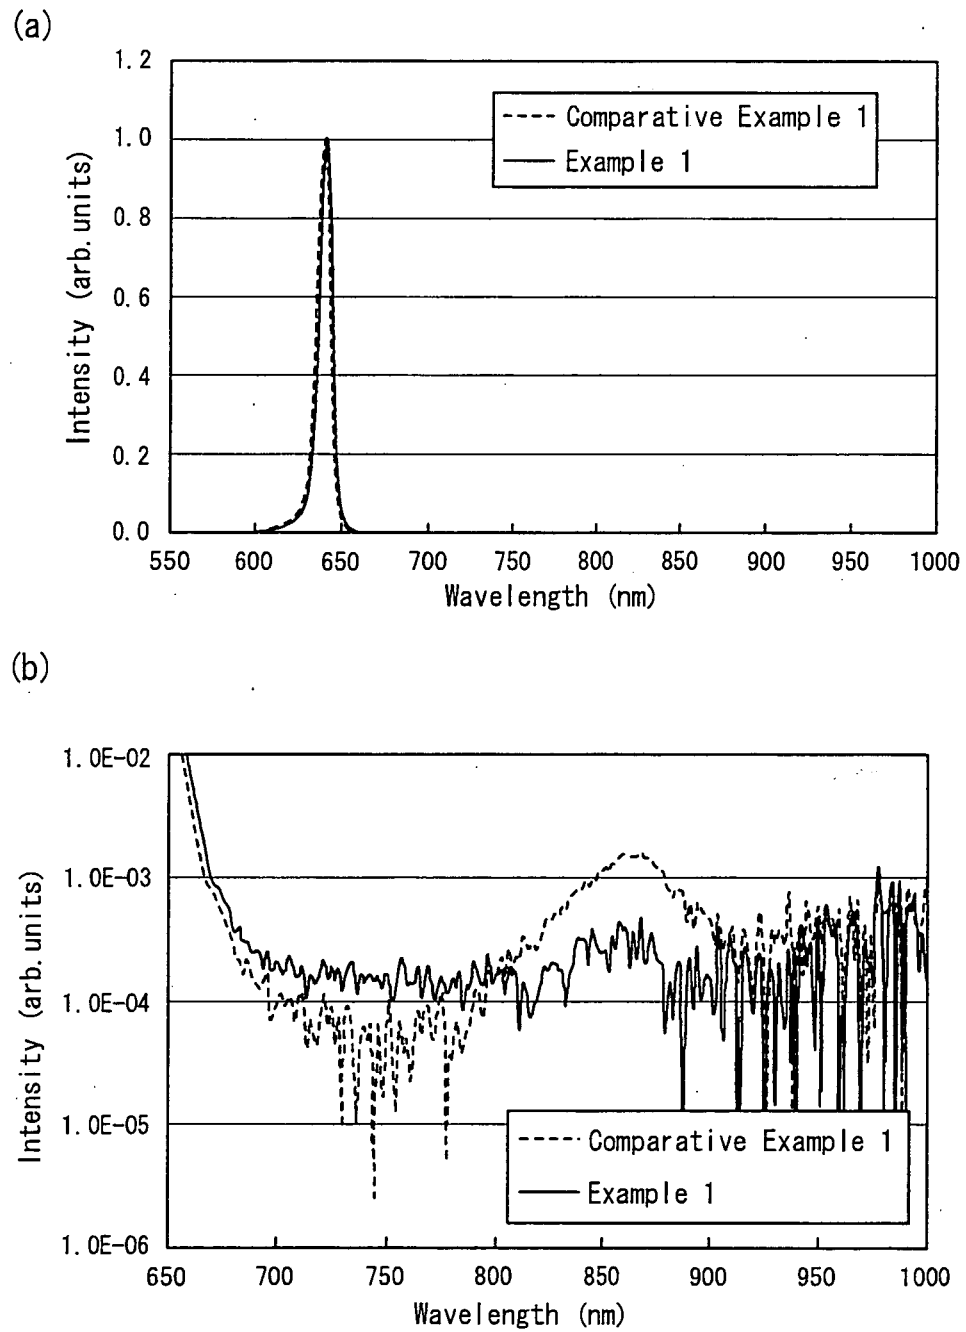 (a)
1.2
1.0
0.8
0.6
0.4
0.2
0.0
Intensity (arb.units)
Comparative Example 1
Example 1
550 600 650 700 750 800 850 900 950 1000
Wavelength (nm)
(b)
1.0E-02
1.0E-03
1.0E-04
1.0E-05
1.0E-06
Intensity (arb.units)
Comparative Example 1
Example 1
650 700 750 800 850 900 950 1000
Wavelength (nm)